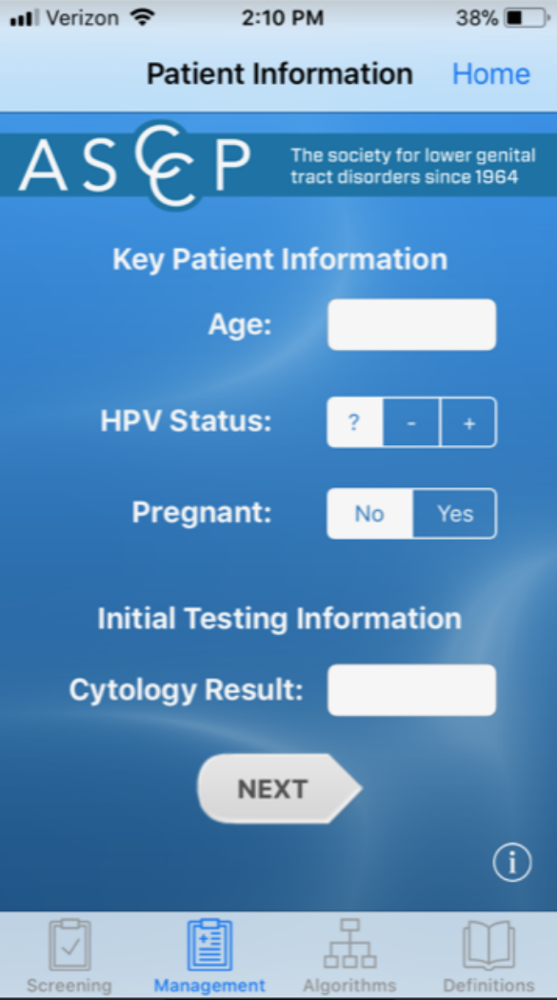 Verizon 2:10 PM 38%
Patient Information Home
ASCCP The society for lower genital
tract disorders since 1964
Key Patient Information
Age:
HPV Status: ? - +
Pregnant: No Yes
Initial Testing Information
Cytology Result:
NEXT
i
Screening Management Algorithms Definitions